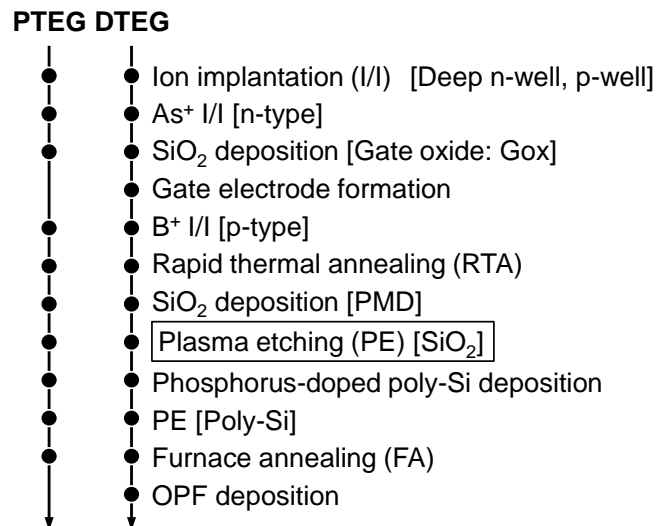 PTEG DTEG
Ion implantation (I/I) [Deep n-well, p-well]
As⁺ I/I [n-type]
SiO₂ deposition [Gate oxide: Gox]
Gate electrode formation
B⁺ I/I [p-type]
Rapid thermal annealing (RTA)
SiO₂ deposition [PMD]
Plasma etching (PE) [SiO₂]
Phosphorus-doped poly-Si deposition
PE [Poly-Si]
Furnace annealing (FA)
OPF deposition